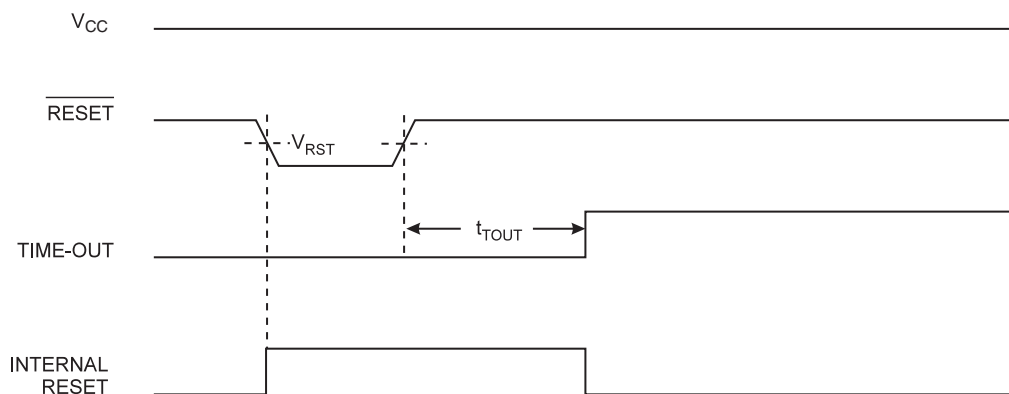 VCC
RESET
VRST
tTOUT
TIME-OUT
INTERNAL
RESET